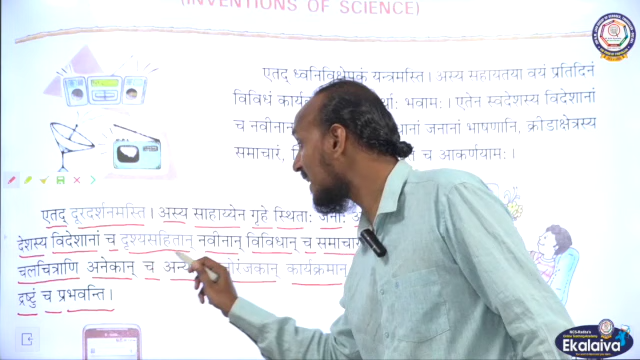 (INVENTIONS OF SCIENCE)
एतद् ध्वनिविक्षेपकं यन्त्रमस्ति। अस्य सहायतया वयं प्रतिदिनं
विविधं भवामः। एतेन स्वदेशस्य विदेशानां
च जनानां भाषणानि, क्रीडाक्षेत्रस्य
समाचारं, च आकर्णयामः।
एतद् दूरदर्शनमस्ति। अस्य साहाय्येन गृहे स्थिताः जनाः
देशस्य विदेशानां च दृश्यसहितान् नवीनान् विविधान् च
चलचित्राणि अनेकान् च कार्यक्रमान्
द्रष्टुं च प्रभवन्ति।
Ekalaiva